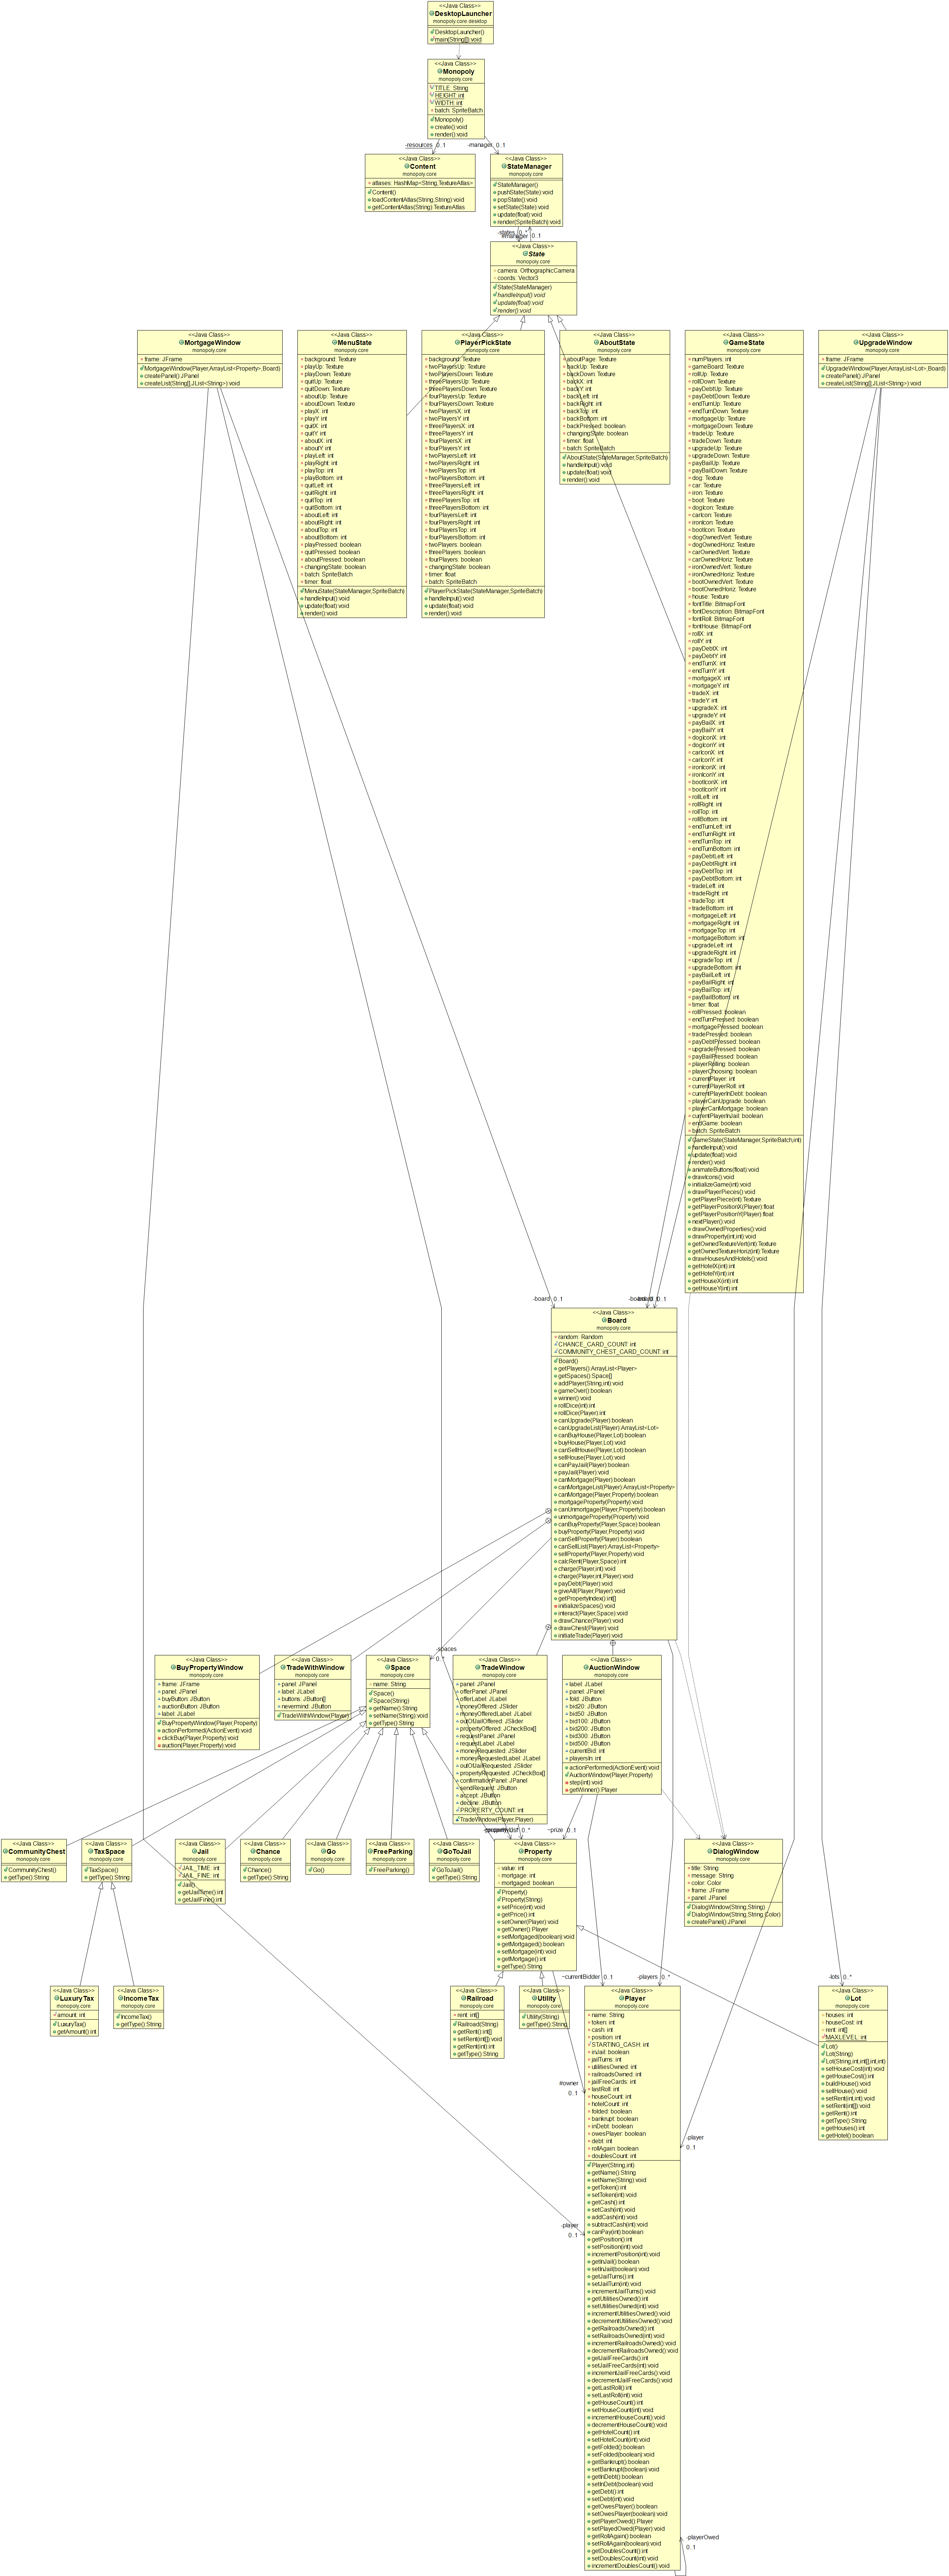 <<Java Class>>
DesktopLauncher
monopoly.core.desktop
DesktopLauncher()
main(String[]):void
<<Java Class>>
Monopoly
monopoly.core
TITLE: String
HEIGHT: int
WIDTH: int
batch: SpriteBatch
Monopoly()
create():void
render():void
-resources 0..1
-manager 0..1
<<Java Class>>
Content
monopoly.core
atlases: HashMap<String,TextureAtlas>
Content()
loadContentAtlas(String,String):void
getContentAtlas(String):TextureAtlas
<<Java Class>>
StateManager
monopoly.core
StateManager()
pushState(State):void
popState():void
setState(State):void
update(float):void
render(SpriteBatch):void
-states 0..*
#manager 0..1
<<Java Class>>
State
monopoly.core
camera: OrthographicCamera
coords: Vector3
State(StateManager)
handleInput():void
update(float):void
render():void
<<Java Class>>
MortgageWindow
monopoly.core
frame: JFrame
MortgageWindow(Player,ArrayList<Property>,Board)
createPanel():JPanel
createList(String[],JList<String>):void
<<Java Class>>
MenuState
monopoly.core
background: Texture
playUp: Texture
playDown: Texture
quitUp: Texture
quitDown: Texture
aboutUp: Texture
aboutDown: Texture
playX: int
playY: int
quitX: int
quitY: int
aboutX: int
aboutY: int
playLeft: int
playRight: int
playTop: int
playBottom: int
quitLeft: int
quitRight: int
quitTop: int
quitBottom: int
aboutLeft: int
aboutRight: int
aboutTop: int
aboutBottom: int
playPressed: boolean
quitPressed: boolean
aboutPressed: boolean
changingState: boolean
batch: SpriteBatch
timer: float
MenuState(StateManager,SpriteBatch)
handleInput():void
update(float):void
render():void
<<Java Class>>
PlayerPickState
monopoly.core
background: Texture
twoPlayersUp: Texture
twoPlayersDown: Texture
threePlayersUp: Texture
threePlayersDown: Texture
fourPlayersUp: Texture
fourPlayersDown: Texture
twoPlayersX: int
twoPlayersY: int
threePlayersX: int
threePlayersY: int
fourPlayersX: int
fourPlayersY: int
twoPlayersLeft: int
twoPlayersRight: int
twoPlayersTop: int
twoPlayersBottom: int
threePlayersLeft: int
threePlayersRight: int
threePlayersTop: int
threePlayersBottom: int
fourPlayersLeft: int
fourPlayersRight: int
fourPlayersTop: int
fourPlayersBottom: int
twoPlayers: boolean
threePlayers: boolean
fourPlayers: boolean
changingState: boolean
timer: float
batch: SpriteBatch
PlayerPickState(StateManager,SpriteBatch)
handleInput():void
update(float):void
render():void
<<Java Class>>
AboutState
monopoly.core
aboutPage: Texture
backUp: Texture
backDown: Texture
backX: int
backY: int
backLeft: int
backRight: int
backTop: int
backBottom: int
backPressed: boolean
changingState: boolean
timer: float
batch: SpriteBatch
AboutState(StateManager,SpriteBatch)
handleInput():void
update(float):void
render():void
<<Java Class>>
GameState
monopoly.core
numPlayers: int
gameBoard: Texture
rollUp: Texture
rollDown: Texture
payDebtUp: Texture
payDebtDown: Texture
endTurnUp: Texture
endTurnDown: Texture
mortgageUp: Texture
mortgageDown: Texture
tradeUp: Texture
tradeDown: Texture
upgradeUp: Texture
upgradeDown: Texture
payBailUp: Texture
payBailDown: Texture
dog: Texture
car: Texture
iron: Texture
boot: Texture
dogIcon: Texture
carIcon: Texture
ironIcon: Texture
bootIcon: Texture
dogOwnedVert: Texture
dogOwnedHoriz: Texture
carOwnedVert: Texture
carOwnedHoriz: Texture
ironOwnedVert: Texture
ironOwnedHoriz: Texture
bootOwnedVert: Texture
bootOwnedHoriz: Texture
house: Texture
fontTitle: BitmapFont
fontDescription: BitmapFont
fontRoll: BitmapFont
fontHouse: BitmapFont
rollX: int
rollY: int
payDebtX: int
payDebtY: int
endTurnX: int
endTurnY: int
mortgageX: int
mortgageY: int
tradeX: int
tradeY: int
upgradeX: int
upgradeY: int
payBailX: int
payBailY: int
dogIconX: int
dogIconY: int
carIconX: int
carIconY: int
ironIconX: int
ironIconY: int
bootIconX: int
bootIconY: int
rollLeft: int
rollRight: int
rollTop: int
rollBottom: int
endTurnLeft: int
endTurnRight: int
endTurnTop: int
endTurnBottom: int
payDebtLeft: int
payDebtRight: int
payDebtTop: int
payDebtBottom: int
tradeLeft: int
tradeRight: int
tradeTop: int
tradeBottom: int
mortgageLeft: int
mortgageRight: int
mortgageTop: int
mortgageBottom: int
upgradeLeft: int
upgradeRight: int
upgradeTop: int
upgradeBottom: int
payBailLeft: int
payBailRight: int
payBailTop: int
payBailBottom: int
timer: float
rollPressed: boolean
endTurnPressed: boolean
mortgagePressed: boolean
tradePressed: boolean
payDebtPressed: boolean
upgradePressed: boolean
payBailPressed: boolean
playerRolling: boolean
playerChoosing: boolean
currentPlayer: int
currentPlayerRoll: int
currentPlayerInDebt: boolean
playerCanUpgrade: boolean
playerCanMortgage: boolean
currentPlayerInJail: boolean
endGame: boolean
batch: SpriteBatch
GameState(StateManager,SpriteBatch,int)
handleInput():void
update(float):void
render():void
animateButtons(float):void
drawIcons():void
initializeGame(int):void
drawPlayerPieces():void
getPlayerPiece(int):Texture
getPlayerPositionX(Player):float
getPlayerPositionY(Player):float
nextPlayer():void
drawOwnedProperties():void
drawProperty(int,int):void
getOwnedTextureVert(int):Texture
getOwnedTextureHoriz(int):Texture
drawHousesAndHotels():void
getHotelX(int):int
getHotelY(int):int
getHouseX(int):int
getHouseY(int):int
<<Java Class>>
UpgradeWindow
monopoly.core
frame: JFrame
UpgradeWindow(Player,ArrayList<Lot>,Board)
createPanel():JPanel
createList(String[],JList<String>):void
-board 0..1
-board 0..1
<<Java Class>>
Board
monopoly.core
random: Random
CHANCE_CARD_COUNT: int
COMMUNITY_CHEST_CARD_COUNT: int
Board()
getPlayers():ArrayList<Player>
getSpaces():Space[]
addPlayer(String,int):void
gameOver():boolean
winner():void
rollDice(int):int
rollDice(Player):int
canUpgrade(Player):boolean
canUpgradeList(Player):ArrayList<Lot>
canBuyHouse(Player,Lot):boolean
buyHouse(Player,Lot):void
canSellHouse(Player,Lot):boolean
sellHouse(Player,Lot):void
canPayJail(Player):boolean
payJail(Player):void
canMortgage(Player):boolean
canMortgageList(Player):ArrayList<Property>
canMortgage(Player,Property):boolean
mortgageProperty(Property):void
canUnmortgage(Player,Property):boolean
unmortgageProperty(Property):void
canBuyProperty(Player,Space):boolean
buyProperty(Player,Property):void
canSellProperty(Player):boolean
canSellList(Player):ArrayList<Property>
sellProperty(Player,Property):void
calcRent(Player,Space):int
charge(Player,int):void
charge(Player,int,Player):void
payDebt(Player):void
giveAll(Player,Player):void
getPropertyIndex():int[]
initializeSpaces():void
interact(Player,Space):void
drawChance(Player):void
drawChest(Player):void
initiateTrade(Player):void
-spaces
0..*
<<Java Class>>
BuyPropertyWindow
monopoly.core
frame: JFrame
panel: JPanel
buyButton: JButton
auctionButton: JButton
label: JLabel
BuyPropertyWindow(Player,Property)
actionPerformed(ActionEvent):void
clickBuy(Player,Property):void
auction(Player,Property):void
<<Java Class>>
TradeWithWindow
monopoly.core
panel: JPanel
label: JLabel
buttons: JButton[]
nevermind: JButton
TradeWithWindow(Player)
<<Java Class>>
Space
monopoly.core
name: String
Space()
Space(String)
getName():String
setName(String):void
getType():String
<<Java Class>>
TradeWindow
monopoly.core
panel: JPanel
offerPanel: JPanel
offerLabel: JLabel
moneyOffered: JSlider
moneyOfferedLabel: JLabel
outOfJailOffered: JSlider
propertyOffered: JCheckBox[]
requestPanel: JPanel
requestLabel: JLabel
moneyRequested: JSlider
moneyRequestedLabel: JLabel
outOfJailRequested: JSlider
propertyRequested: JCheckBox[]
confirmationPanel: JPanel
sendRequest: JButton
accept: JButton
decline: JButton
PROPERTY_COUNT: int
TradeWindow(Player,Player)
<<Java Class>>
AuctionWindow
monopoly.core
label: JLabel
panel: JPanel
fold: JButton
bid20: JButton
bid50: JButton
bid100: JButton
bid200: JButton
bid300: JButton
bid500: JButton
currentBid: int
playersIn: int
actionPerformed(ActionEvent):void
AuctionWindow(Player,Property)
step(int):void
getWinner():Player
0..*
~prize 0..1
<<Java Class>>
CommunityChest
monopoly.core
CommunityChest()
getType():String
<<Java Class>>
TaxSpace
monopoly.core
TaxSpace()
getType():String
<<Java Class>>
Jail
monopoly.core
JAIL_TIME: int
JAIL_FINE: int
Jail()
getJailTime():int
getJailFine():int
<<Java Class>>
Chance
monopoly.core
Chance()
getType():String
<<Java Class>>
Go
monopoly.core
Go()
<<Java Class>>
FreeParking
monopoly.core
FreeParking()
<<Java Class>>
GoToJail
monopoly.core
GoToJail()
getType():String
<<Java Class>>
Property
monopoly.core
value: int
mortgage: int
mortgaged: boolean
Property()
Property(String)
setPrice(int):void
getPrice():int
setOwner(Player):void
getOwner():Player
setMortgaged(boolean):void
getMortgaged():boolean
setMortgage(int):void
getMortgage():int
getType():String
<<Java Class>>
DialogWindow
monopoly.core
title: String
message: String
color: Color
frame: JFrame
panel: JPanel
DialogWindow(String,String)
DialogWindow(String,String,Color)
createPanel():JPanel
~currentBidder 0..1
-players 0..*
-lots 0..*
<<Java Class>>
LuxuryTax
monopoly.core
amount: int
LuxuryTax()
getAmount():int
<<Java Class>>
IncomeTax
monopoly.core
IncomeTax()
getType():String
<<Java Class>>
Railroad
monopoly.core
rent: int[]
Railroad(String)
getRent():int[]
setRent(int[]):void
getRent(int):int
getType():String
<<Java Class>>
Utility
monopoly.core
Utility(String)
getType():String
#owner
0..1
<<Java Class>>
Player
monopoly.core
name: String
token: int
cash: int
position: int
STARTING_CASH: int
inJail: boolean
jailTurns: int
utilitiesOwned: int
railroadsOwned: int
jailFreeCards: int
lastRoll: int
houseCount: int
hotelCount: int
folded: boolean
bankrupt: boolean
inDebt: boolean
owesPlayer: boolean
debt: int
rollAgain: boolean
doublesCount: int
Player(String,int)
getName():String
setName(String):void
getToken():int
setToken(int):void
getCash():int
setCash(int):void
addCash(int):void
subtractCash(int):void
canPay(int):boolean
getPosition():int
setPosition(int):void
incrementPosition(int):void
getInJail():boolean
setInJail(boolean):void
getJailTurns():int
setJailTurn(int):void
incrementJailTurns():void
getUtilitiesOwned():int
setUtilitiesOwned(int):void
incrementUtilitiesOwned():void
decrementUtilitiesOwned():void
getRailroadsOwned():int
setRailroadsOwned(int):void
incrementRailroadsOwned():void
decrementRailroadsOwned():void
getJailFreeCards():int
setJailFreeCards(int):void
incrementJailFreeCards():void
decrementJailFreeCards():void
getLastRoll():int
setLastRoll(int):void
getHouseCount():int
setHouseCount(int):void
incrementHouseCount():void
decrementHouseCount():void
getHotelCount():int
setHotelCount(int):void
getFolded():boolean
setFolded(boolean):void
getBankrupt():boolean
setBankrupt(boolean):void
getInDebt():boolean
setInDebt(boolean):void
getDebt():int
setDebt(int):void
getOwesPlayer():boolean
setOwesPlayer(boolean):void
getPlayerOwed():Player
setPlayedOwed(Player):void
getRollAgain():boolean
setRollAgain(boolean):void
getDoublesCount():int
setDoublesCount(int):void
incrementDoublesCount():void
<<Java Class>>
Lot
monopoly.core
houses: int
houseCost: int
rent: int[]
MAXLEVEL: int
Lot()
Lot(String)
Lot(String,int,int[],int,int)
setHouseCost(int):void
getHouseCost():int
buildHouse():void
sellHouse():void
setRent(int,int):void
setRent(int[]):void
getRent():int
getType():String
getHouses():int
getHotel():boolean
-player
0..1
-player
0..1
-playerOwed
0..1